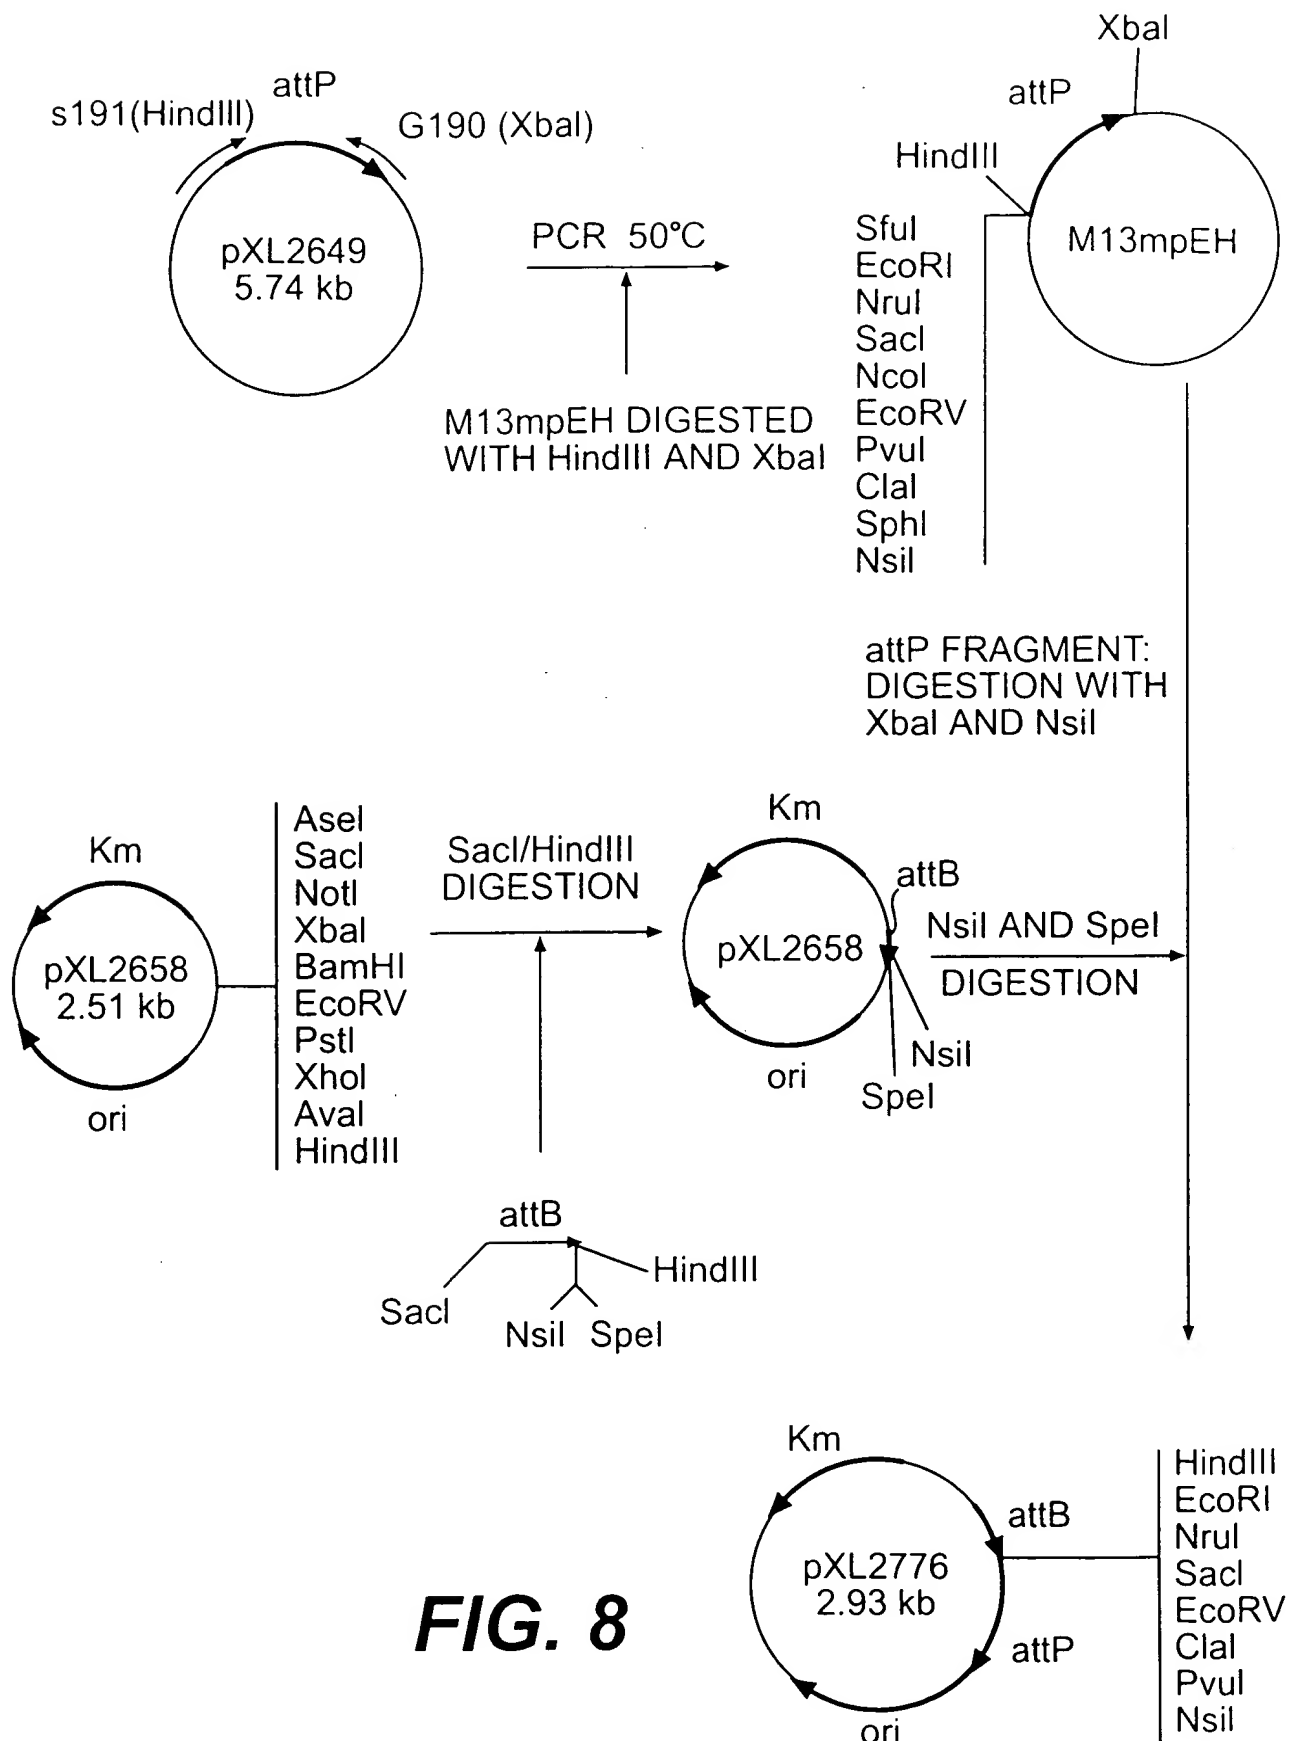 XbaI
attP
attP
s191(HindIII)
G190 (XbaI)
HindIII
pXL2649
5.74 kb
PCR 50°C
M13mpEH
SfuI
EcoRI
NruI
SacI
NcoI
EcoRV
PvuI
ClaI
SphI
NsiI
M13mpEH DIGESTED
WITH HindIII AND XbaI
attP FRAGMENT:
DIGESTION WITH
XbaI AND NsiI
Km
pXL2658
2.51 kb
ori
AseI
SacI
NotI
XbaI
BamHI
EcoRV
PstI
XhoI
AvaI
HindIII
SacI/HindIII
DIGESTION
Km
attB
pXL2658
NsiI AND SpeI
DIGESTION
NsiI
SpeI
ori
attB
HindIII
SacI
NsiI SpeI
Km
attB
pXL2776
2.93 kb
attP
ori
HindIII
EcoRI
NruI
SacI
EcoRV
ClaI
PvuI
NsiI
FIG. 8